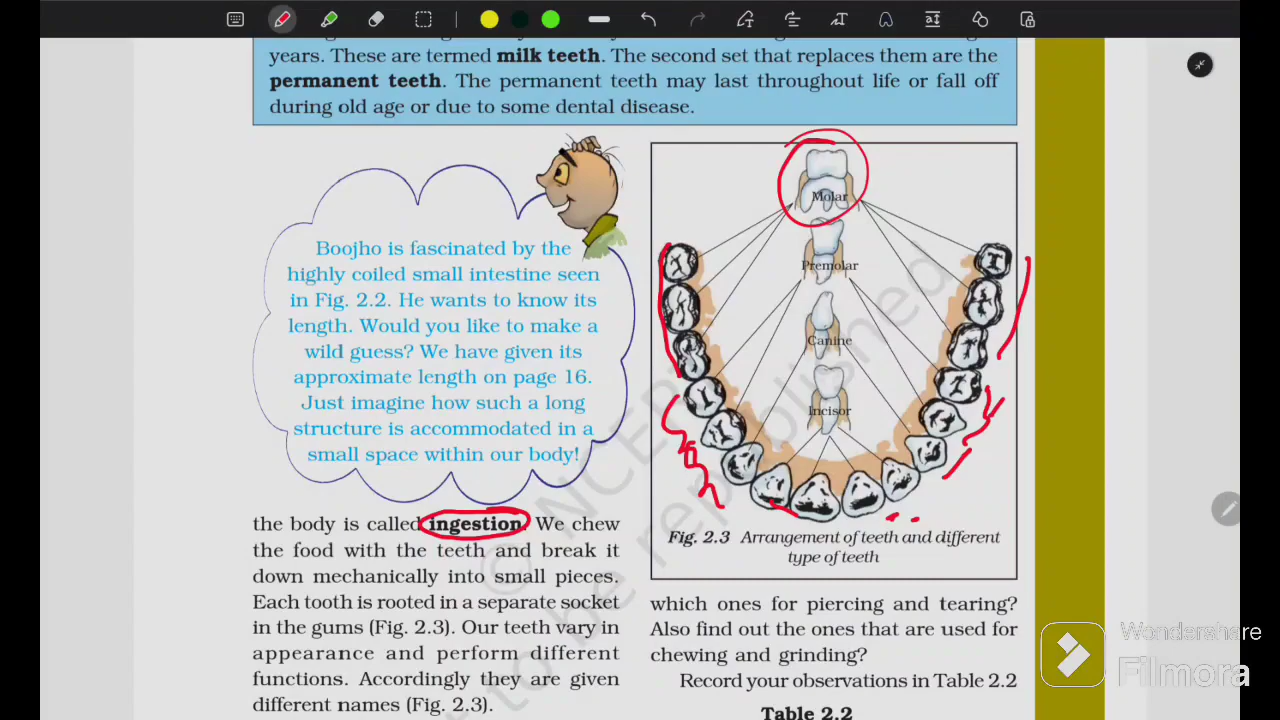 years. These are termed milk teeth. The second set that replaces them are the
permanent teeth. The permanent teeth may last throughout life or fall off
during old age or due to some dental disease.
Boojho is fascinated by the
highly coiled small intestine seen
in Fig. 2.2. He wants to know its
length. Would you like to make a
wild guess? We have given its
approximate length on page 16.
Just imagine how such a long
structure is accommodated in a
small space within our body!
the body is called ingestion. We chew
the food with the teeth and break it
down mechanically into small pieces.
Each tooth is rooted in a separate socket
in the gums (Fig. 2.3). Our teeth vary in
appearance and perform different
functions. Accordingly they are given
different names (Fig. 2.3).
Molar
Premolar
Canine
Incisor
Fig. 2.3 Arrangement of teeth and different
type of teeth
which ones for piercing and tearing?
Also find out the ones that are used for
chewing and grinding?
Record your observations in Table 2.2
Table 2.2
© NCERT
not to be republished
Wondershare
Filmora